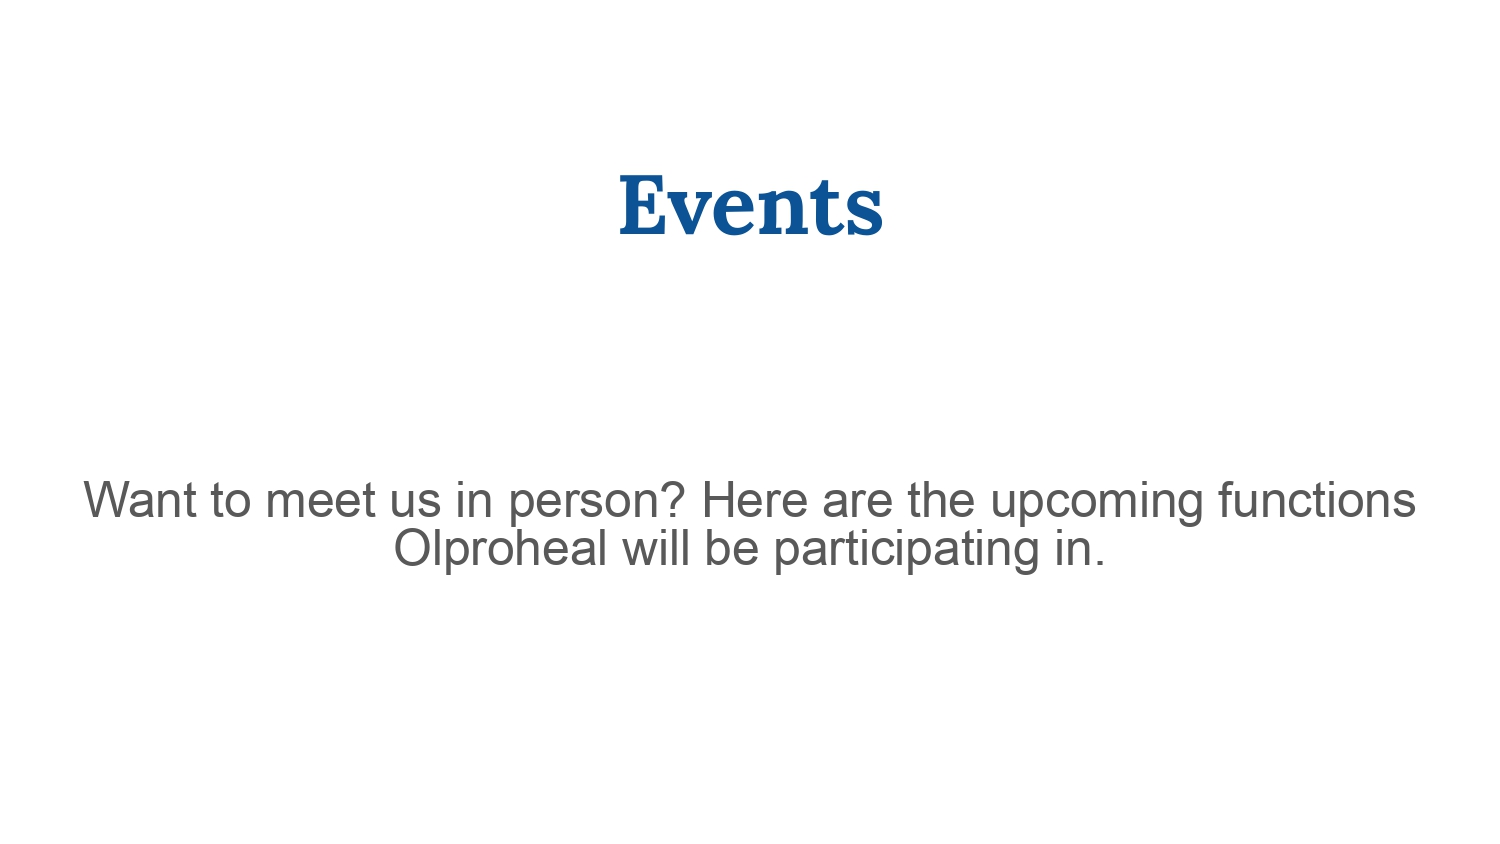 Events
Want to meet us in person? Here are the upcoming functions
Olproheal will be participating in.